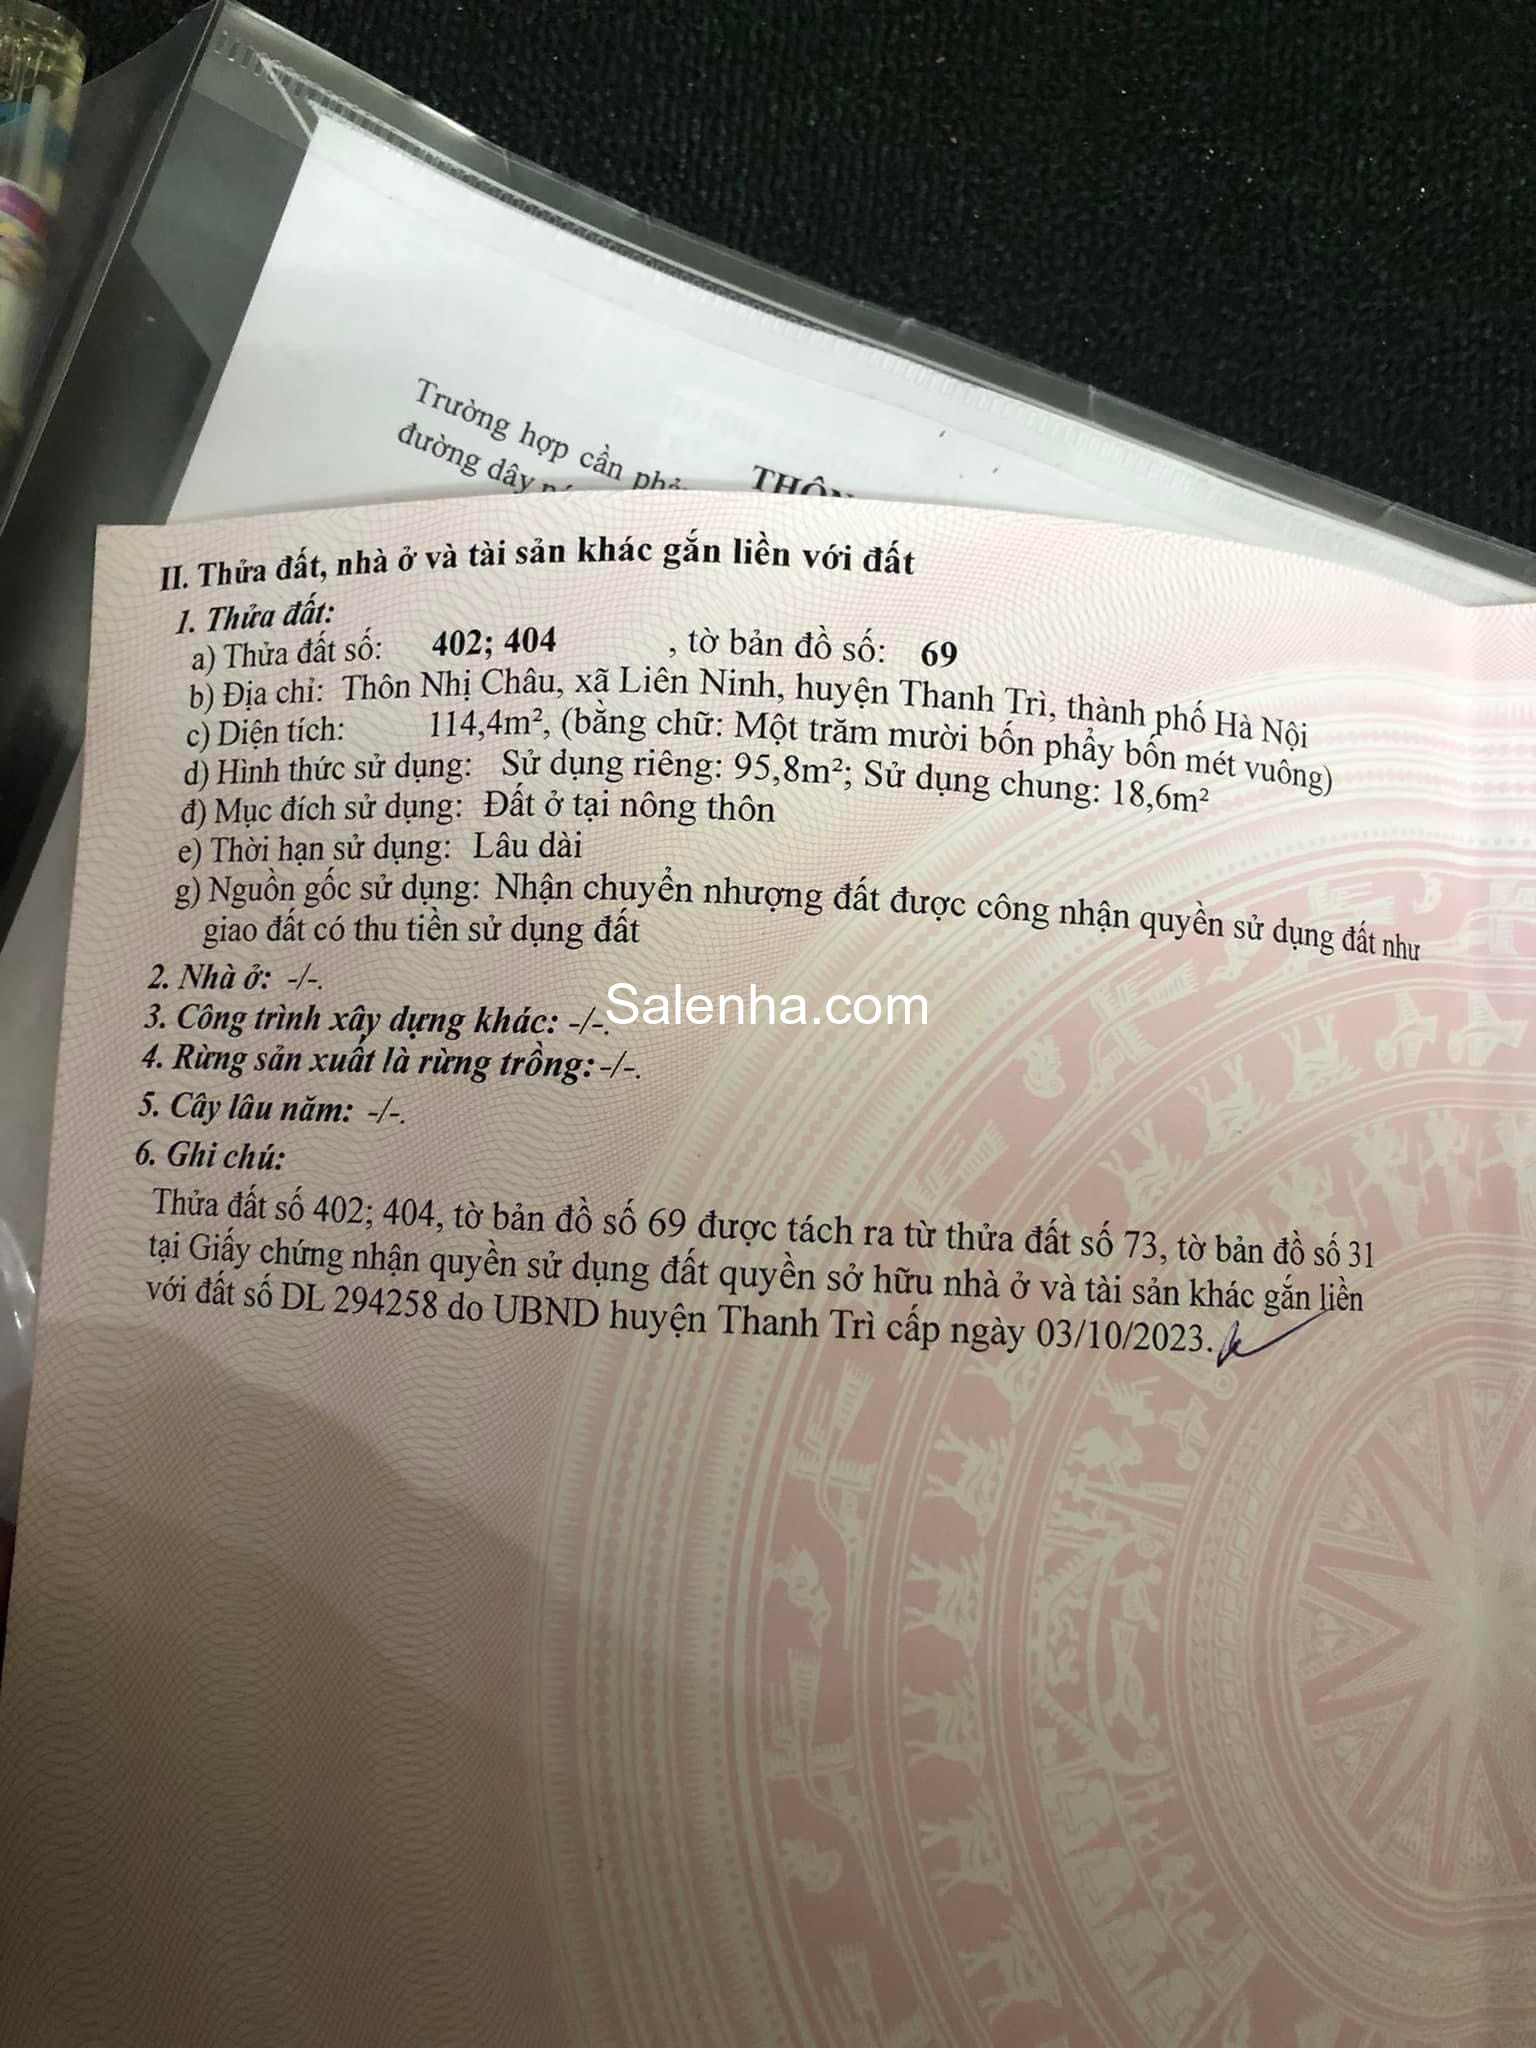 Trường hợp cần
đường dây
II. Thửa đất, nhà ở và tài sản khác gắn liền với đất
1. Thửa đất:
a) Thửa đất số: 402; 404 , tờ bản đồ số: 69
b) Địa chỉ: Thôn Nhị Châu, xã Liên Ninh, huyện Thanh Trì, thành phố Hà Nội
c) Diện tích: 114,4m², (bằng chữ: Một trăm mười bốn phẩy bốn mét vuông)
d) Hình thức sử dụng: Sử dụng riêng: 95,8m²; Sử dụng chung: 18,6m²
đ) Mục đích sử dụng: Đất ở tại nông thôn
e) Thời hạn sử dụng: Lâu dài
g) Nguồn gốc sử dụng: Nhận chuyển nhượng đất được công nhận quyền sử dụng đất như
giao đất có thu tiền sử dụng đất
2. Nhà ở: -/-.
3. Công trình xây dựng khác: -/-.
Salenha.com
4. Rừng sản xuất là rừng trồng: -/-.
5. Cây lâu năm: -/-.
6. Ghi chú:
Thửa đất số 402; 404, tờ bản đồ số 69 được tách ra từ thửa đất số 73, tờ bản đồ số 31
tại Giấy chứng nhận quyền sử dụng đất quyền sở hữu nhà ở và tài sản khác gắn liền
với đất số DL 294258 do UBND huyện Thanh Trì cấp ngày 03/10/2023.